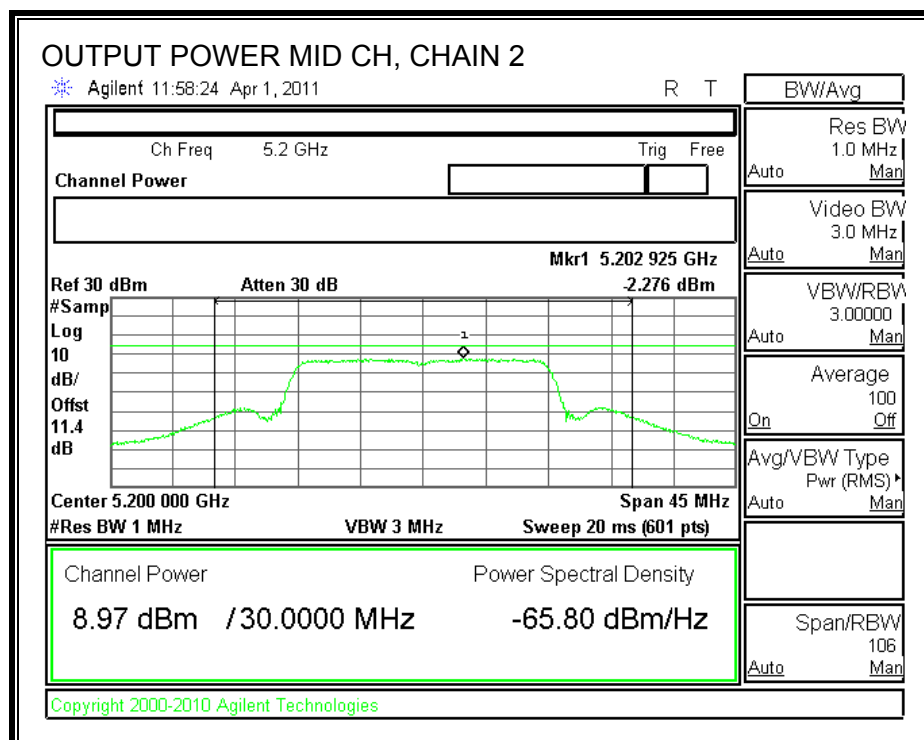 OUTPUT POWER MID CH, CHAIN 2
Agilent 11:58:24 Apr 1, 2011 R T
Ch Freq 5.2 GHz Trig Free
Channel Power
Mkr1 5.202 925 GHz
Ref 30 dBm Atten 30 dB -2.276 dBm
#Samp
Log
10
dB/
Offst
11.4
dB
1
Center 5.200 000 GHz Span 45 MHz
#Res BW 1 MHz VBW 3 MHz Sweep 20 ms (601 pts)
Channel Power Power Spectral Density
8.97 dBm / 30.0000 MHz -65.80 dBm/Hz
Copyright 2000-2010 Agilent Technologies
BW/Avg
Res BW
1.0 MHz
Auto Man
Video BW
3.0 MHz
Auto Man
VBW/RBW
3.00000
Auto Man
Average
100
On Off
Avg/VBW Type
Pwr (RMS)
Auto Man
Span/RBW
106
Auto Man